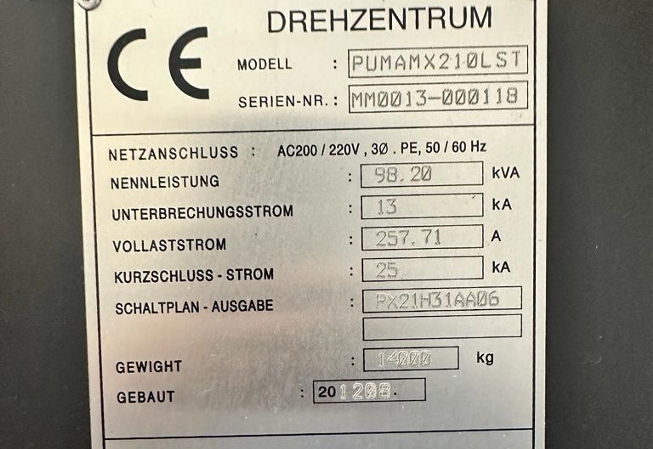 DREHZENTRUM
CE
MODELL : PUMAMX210LST
SERIEN-NR. : MM0013-000118
NETZANSCHLUSS : AC200 / 220V , 3Ø . PE, 50 / 60 Hz
NENNLEISTUNG : 98.20 kVA
UNTERBRECHUNGSSTROM : 13 kA
VOLLASTSTROM : 257.71 A
KURZSCHLUSS - STROM : 25 kA
SCHALTPLAN - AUSGABE : PX21H31AA06
GEWIGHT : 14000 kg
GEBAUT : 201208.